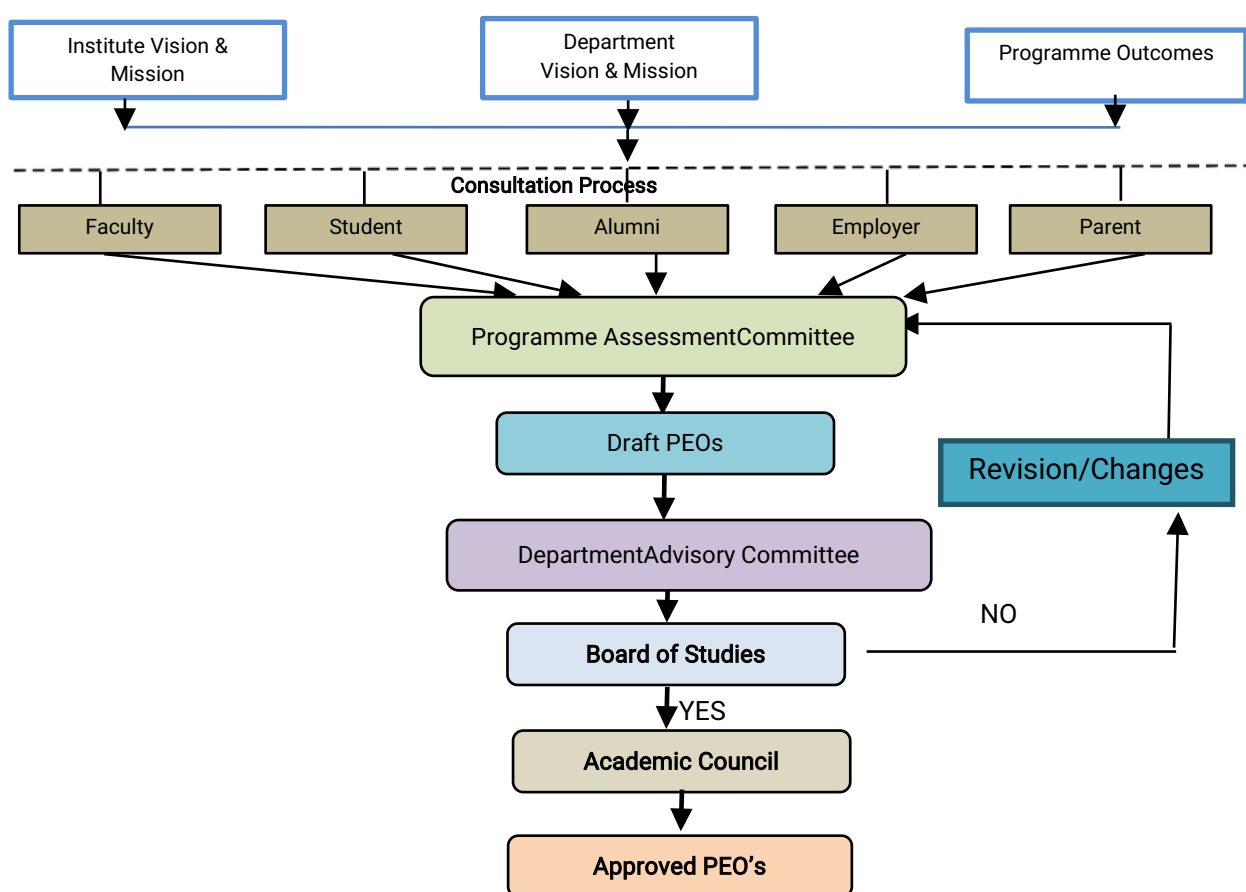 Institute Vision &
Mission
Department
Vision & Mission
Programme Outcomes
Consultation Process
Faculty
Student
Alumni
Employer
Parent
Programme AssessmentCommittee
Draft PEOs
Revision/Changes
DepartmentAdvisory Committee
NO
Board of Studies
YES
Academic Council
Approved PEO’s